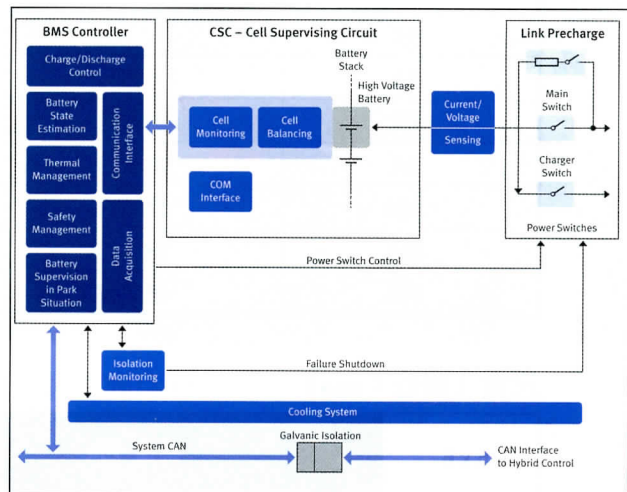 BMS Controller
Charge/Discharge
Control
Battery
State
Estimation
Communication
Interface
Thermal
Management
Safety
Management
Data
Acquisition
Battery
Supervision
in Park
Situation
CSC – Cell Supervising Circuit
Battery
Stack
High Voltage
Battery
Cell
Monitoring
Cell
Balancing
COM
Interface
Current/
Voltage
Sensing
Link Precharge
Main
Switch
Charger
Switch
Power Switches
Power Switch Control
Isolation
Monitoring
Failure Shutdown
Cooling System
System CAN
Galvanic Isolation
CAN Interface
to Hybrid Control